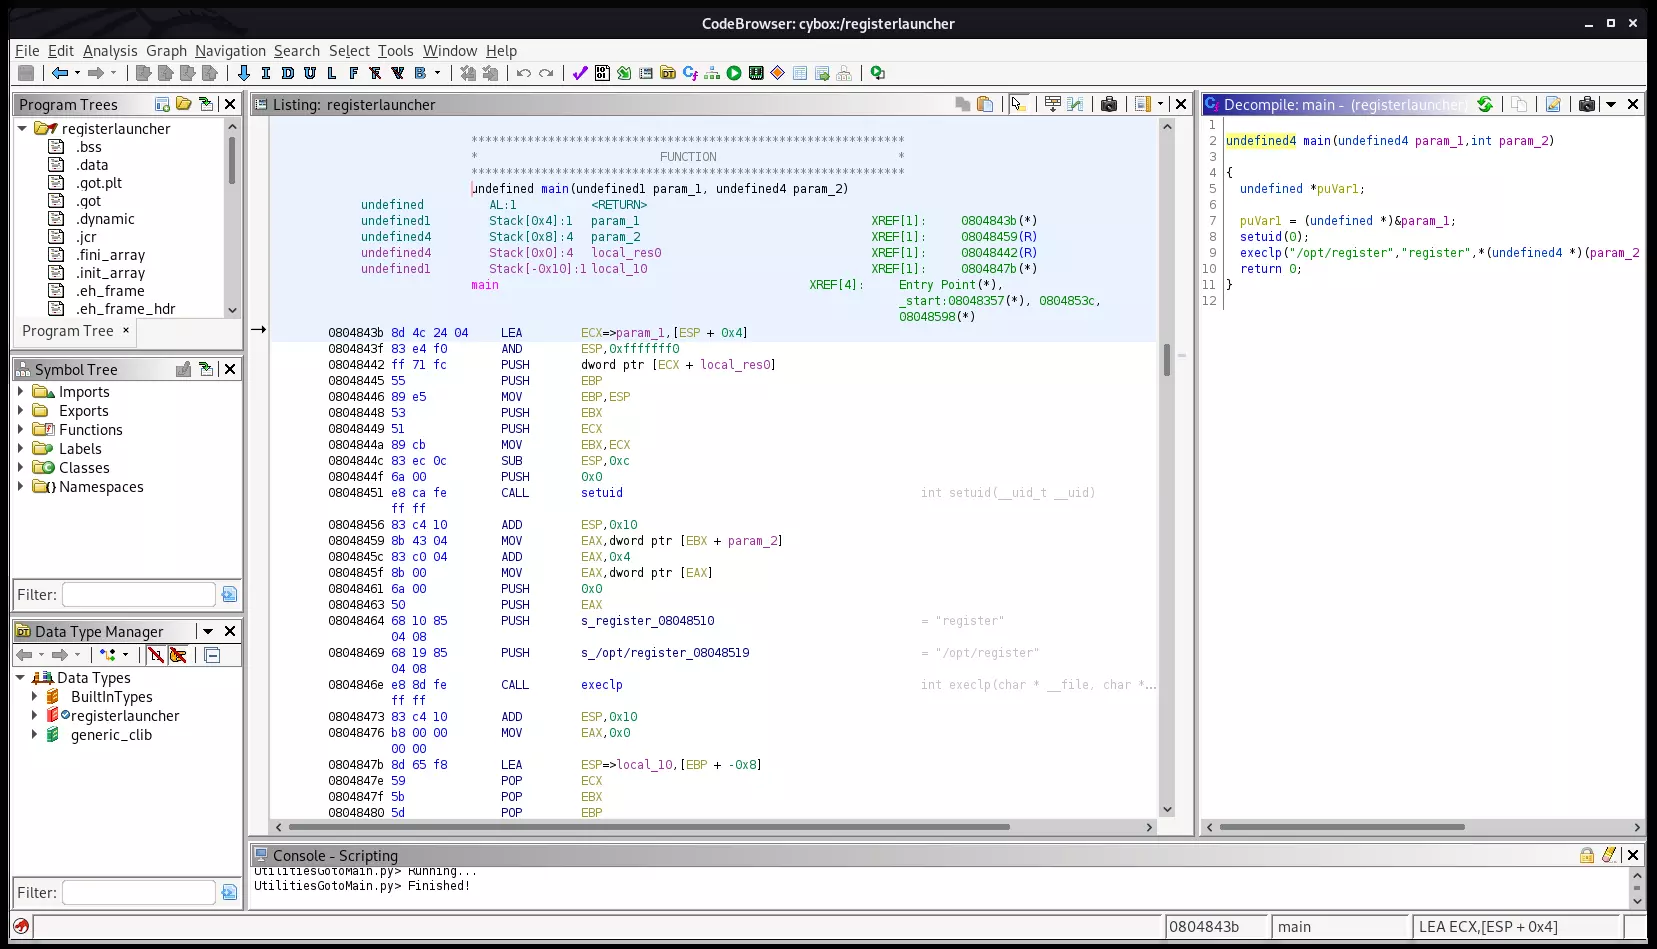 CodeBrowser: cybox:/registerlauncher
File Edit Analysis Graph Navigation Search Select Tools Window Help
I D U L F B
Program Trees
registerlauncher
.bss
.data
.got.plt
.got
.dynamic
.jcr
.fini_array
.init_array
.eh_frame
.eh_frame_hdr
Program Tree ×
Symbol Tree
Imports
Exports
Functions
Labels
Classes
Namespaces
Filter:
Data Type Manager
Data Types
BuiltInTypes
registerlauncher
generic_clib
Filter:
Listing: registerlauncher
*************************************************************
* FUNCTION *
*************************************************************
undefined main(undefined1 param_1, undefined4 param_2)
undefined AL:1 <RETURN>
undefined1 Stack[0x4]:1 param_1 XREF[1]: 0804843b(*)
undefined4 Stack[0x8]:4 param_2 XREF[1]: 08048459(R)
undefined4 Stack[0x0]:4 local_res0 XREF[1]: 08048442(R)
undefined1 Stack[-0x10]:1 local_10 XREF[1]: 0804847b(*)
main XREF[4]: Entry Point(*),
_start:08048357(*), 0804853c,
08048598(*)
0804843b 8d 4c 24 04 LEA ECX=>param_1,[ESP + 0x4]
0804843f 83 e4 f0 AND ESP,0xfffffff0
08048442 ff 71 fc PUSH dword ptr [ECX + local_res0]
08048445 55 PUSH EBP
08048446 89 e5 MOV EBP,ESP
08048448 53 PUSH EBX
08048449 51 PUSH ECX
0804844a 89 cb MOV EBX,ECX
0804844c 83 ec 0c SUB ESP,0xc
0804844f 6a 00 PUSH 0x0
08048451 e8 ca fe CALL setuid int setuid(__uid_t __uid)
ff ff
08048456 83 c4 10 ADD ESP,0x10
08048459 8b 43 04 MOV EAX,dword ptr [EBX + param_2]
0804845c 83 c0 04 ADD EAX,0x4
0804845f 8b 00 MOV EAX,dword ptr [EAX]
08048461 6a 00 PUSH 0x0
08048463 50 PUSH EAX
08048464 68 10 85 PUSH s_register_08048510 = "register"
04 08
08048469 68 19 85 PUSH s_/opt/register_08048519 = "/opt/register"
04 08
0804846e e8 8d fe CALL execlp int execlp(char * __file, char *...
ff ff
08048473 83 c4 10 ADD ESP,0x10
08048476 b8 00 00 MOV EAX,0x0
00 00
0804847b 8d 65 f8 LEA ESP=>local_10,[EBP + -0x8]
0804847e 59 POP ECX
0804847f 5b POP EBX
08048480 5d POP EBP
Decompile: main - (registerlauncher)
1
2 undefined4 main(undefined4 param_1,int param_2)
3
4 {
5 undefined *puVar1;
6
7 puVar1 = (undefined *)&param_1;
8 setuid(0);
9 execlp("/opt/register","register",*(undefined4 *)(param_2
10 return 0;
11 }
12
Console - Scripting
UtilitiesGotoMain.py> Running...
UtilitiesGotoMain.py> Finished!
0804843b main LEA ECX,[ESP + 0x4]